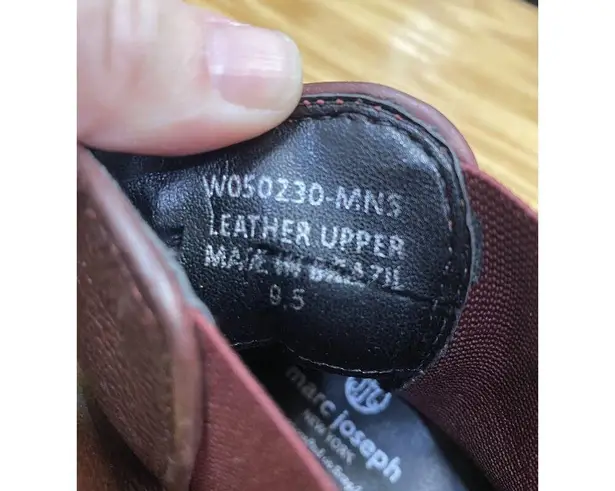 W050230-MNS
LEATHER UPPER
MADE IN BRAZIL
9.5
marc joseph
NEW YORK